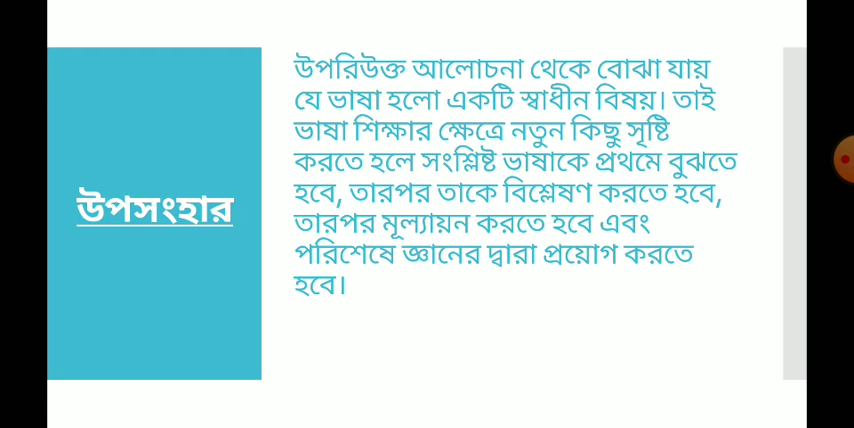 উপসংহার
উপরিউক্ত আলোচনা থেকে বোঝা যায়
যে ভাষা হলো একটি স্বাধীন বিষয়। তাই
ভাষা শিক্ষার ক্ষেত্রে নতুন কিছু সৃষ্টি
করতে হলে সংশ্লিষ্ট ভাষাকে প্রথমে বুঝতে
হবে, তারপর তাকে বিশ্লেষণ করতে হবে,
তারপর মূল্যায়ন করতে হবে এবং
পরিশেষে জ্ঞানের দ্বারা প্রয়োগ করতে
হবে।